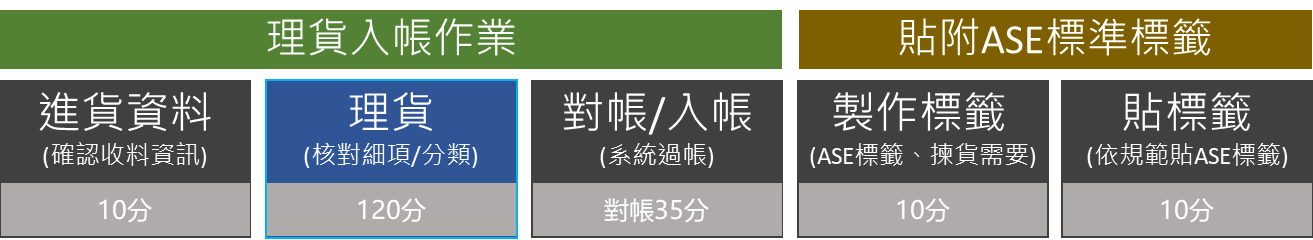 理貨入帳作業
貼附ASE標準標籤
進貨資料
(確認收料資訊)
10分
理貨
(核對細項/分類)
120分
對帳/入帳
(系統過帳)
對帳35分
製作標籤
(ASE標籤、揀貨需要)
10分
貼標籤
(依規範貼ASE標籤)
10分